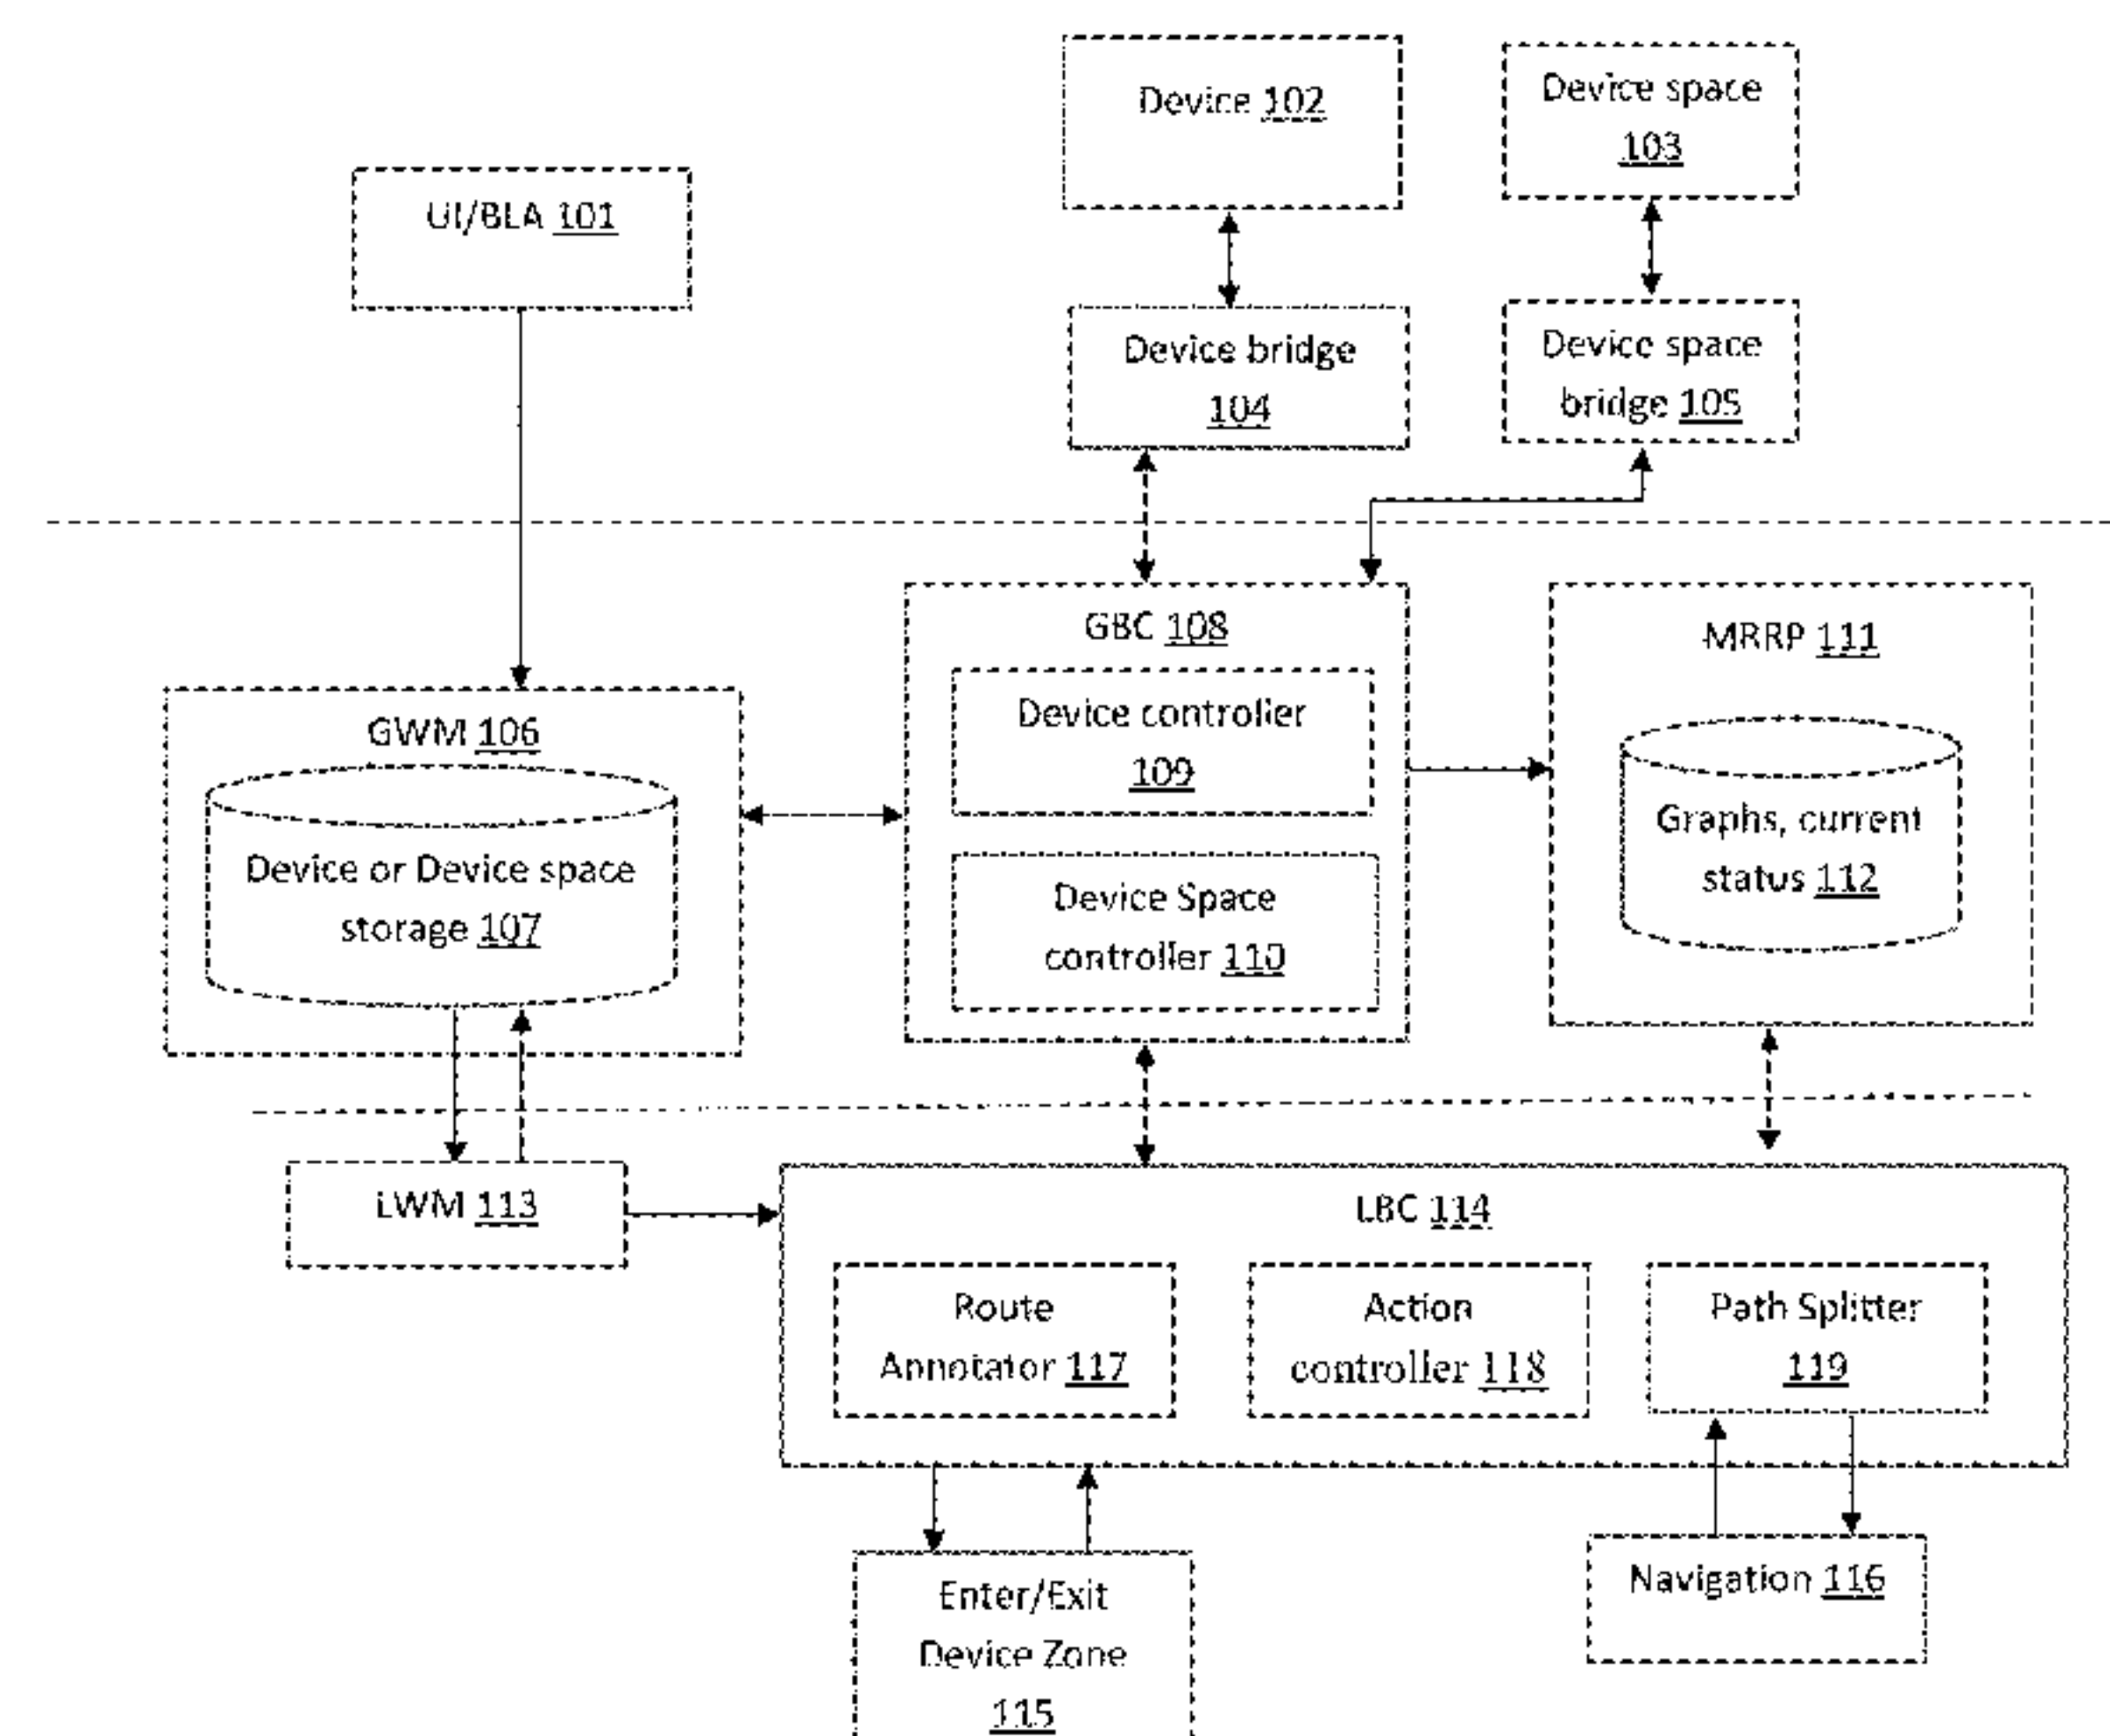 Device 102
Device space
103
UI/BLA 101
Device bridge
104
Device space
bridge 105
GWM 106
Device or Device space
storage 107
GBC 108
Device controller
109
Device Space
controller 110
MRRP 111
Graphs, current
status 112
LWM 113
LBC 114
Route
Annotator 117
Action
controller 118
Path Splitter
119
Enter/Exit
Device Zone
115
Navigation 116